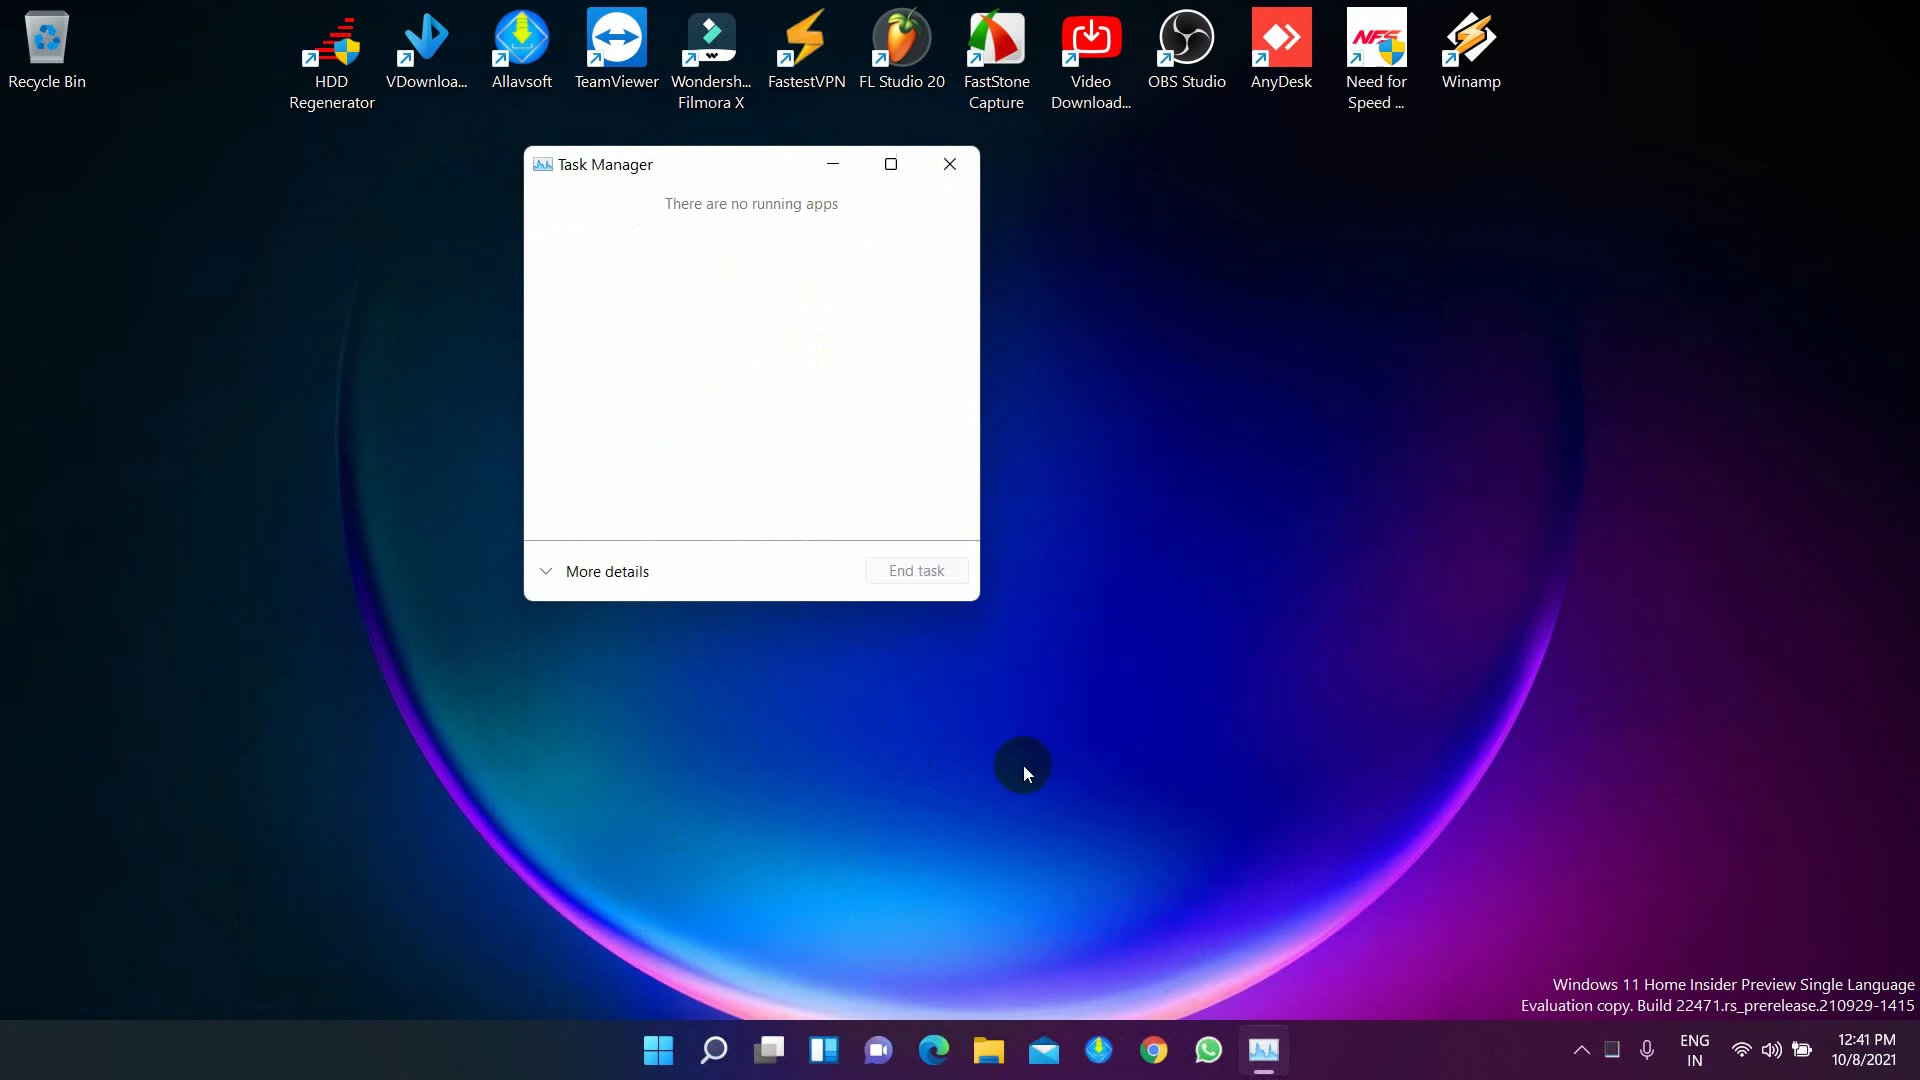 Recycle Bin
HDD
Regenerator
VDownloa...
Allavsoft
TeamViewer
Wondersh...
Filmora X
FastestVPN
FL Studio 20
FastStone
Capture
Video
Download...
OBS Studio
AnyDesk
NFS
Need for
Speed ...
Winamp
Task Manager
There are no running apps
More details
End task
Windows 11 Home Insider Preview Single Language
Evaluation copy. Build 22471.rs_prerelease.210929-1415
ENG
IN
12:41 PM
10/8/2021